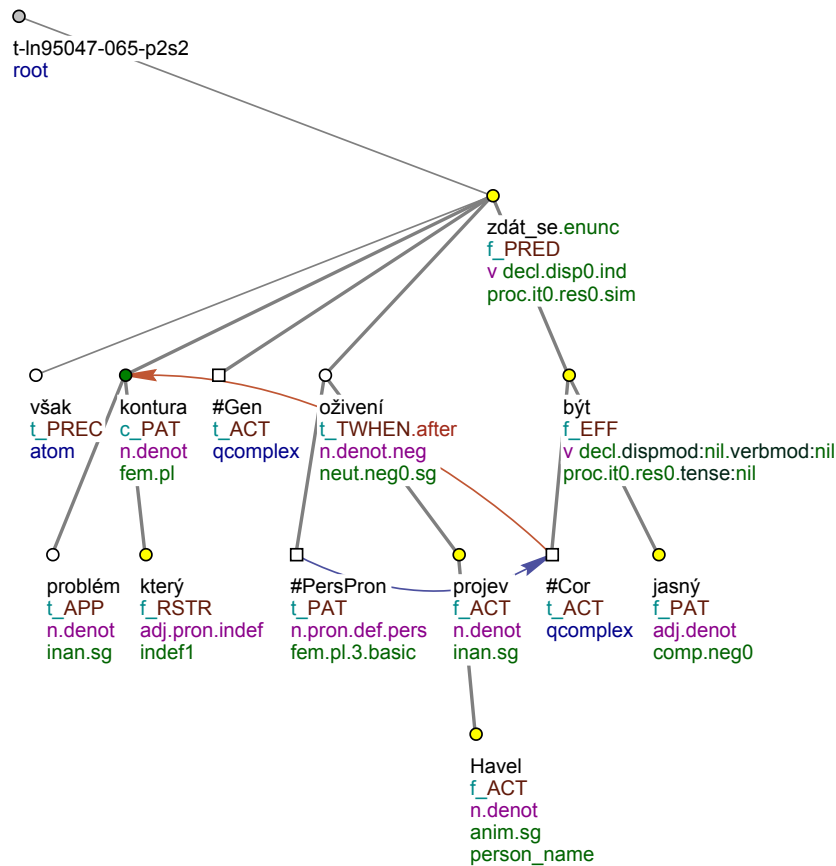 t-ln95047-065-p2s2
root
zdát_se.enunc
f_PRED
v decl.disp0.ind
proc.it0.res0.sim
však
t_PREC
atom
kontura
c_PAT
n.denot
fem.pl
#Gen
t_ACT
qcomplex
oživení
t_TWHEN.after
n.denot.neg
neut.neg0.sg
být
f_EFF
v decl.dispmod:nil.verbmod:nil
proc.it0.res0.tense:nil
problém
t_APP
n.denot
inan.sg
který
f_RSTR
adj.pron.indef
indef1
#PersPron
t_PAT
n.pron.def.pers
fem.pl.3.basic
projev
f_ACT
n.denot
inan.sg
#Cor
t_ACT
qcomplex
jasný
f_PAT
adj.denot
comp.neg0
Havel
f_ACT
n.denot
anim.sg
person_name